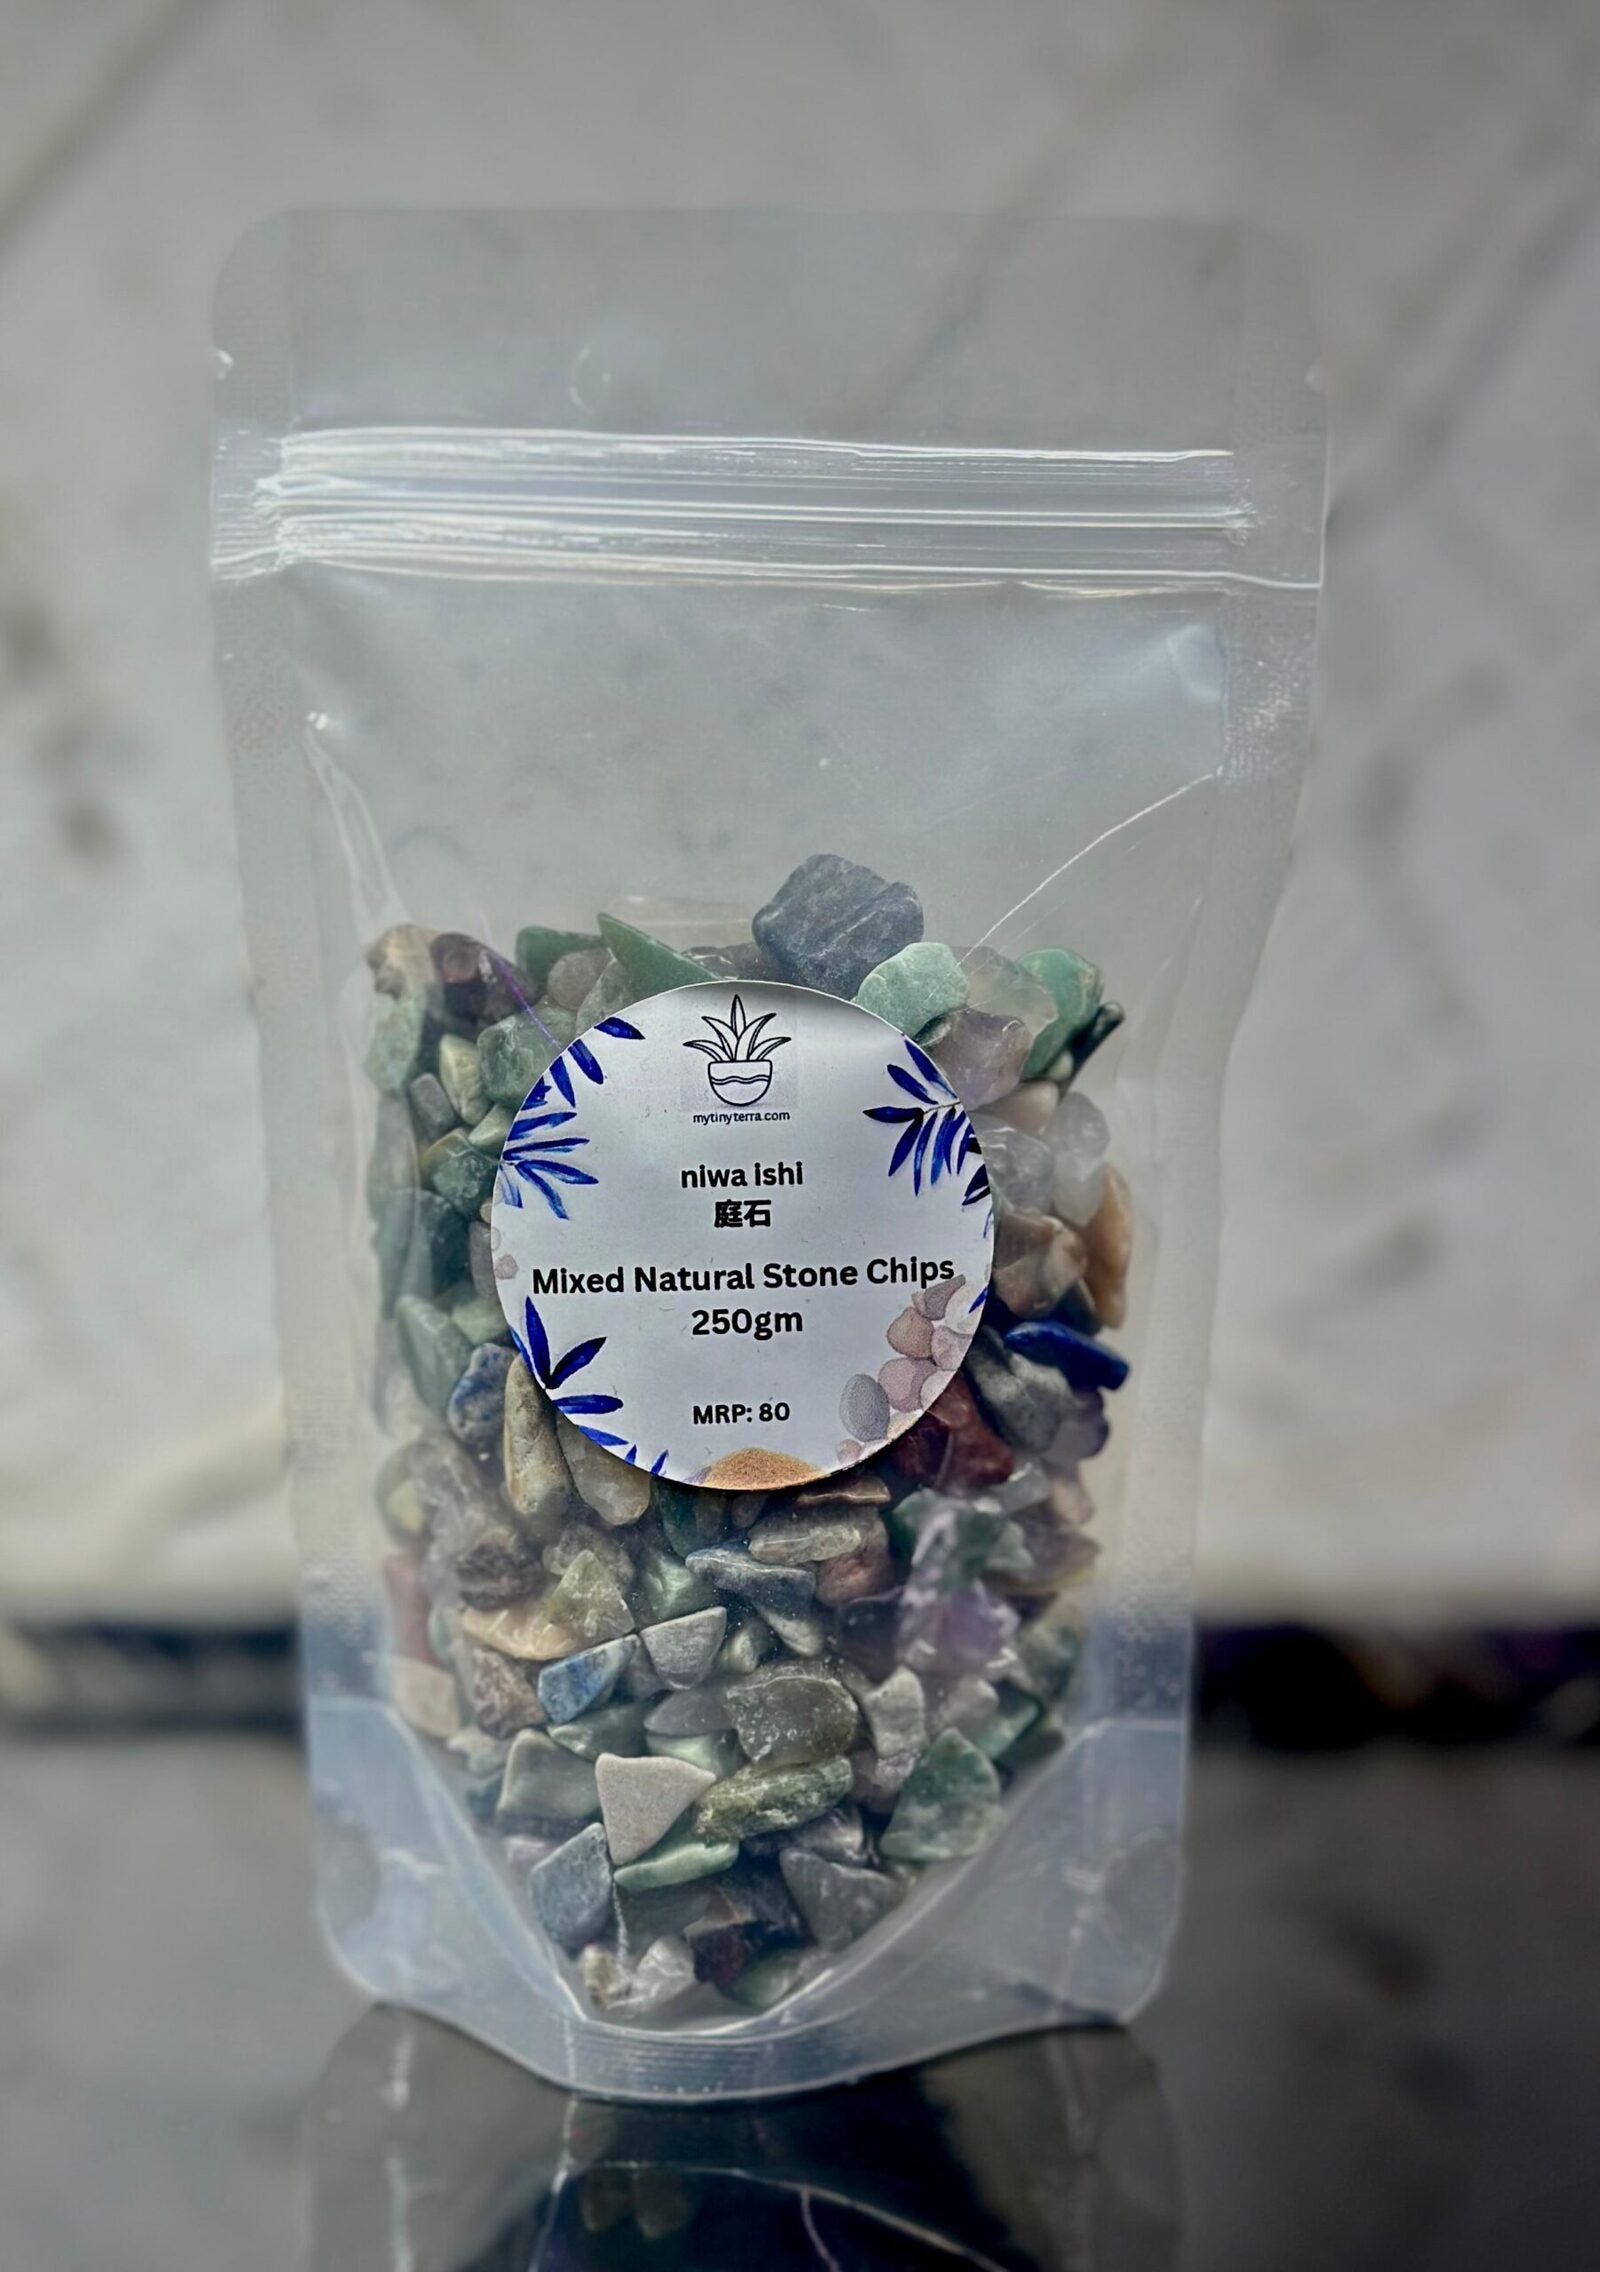 mytinyterra.com
niwa ishi
庭石
Mixed Natural Stone Chips
250gm
MRP: 80